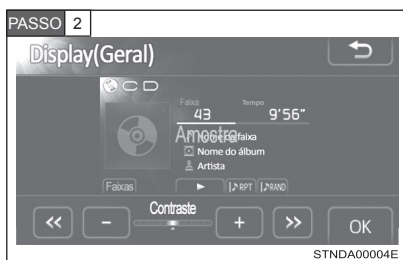 PASSO 2
Display(Geral)
CD
Faixa Tempo
43 9'56"
Amostra
Nome da faixa
Nome do álbum
Artista
Faixas RPT RAND
Contraste
<< − + >> OK
STNDA00004E